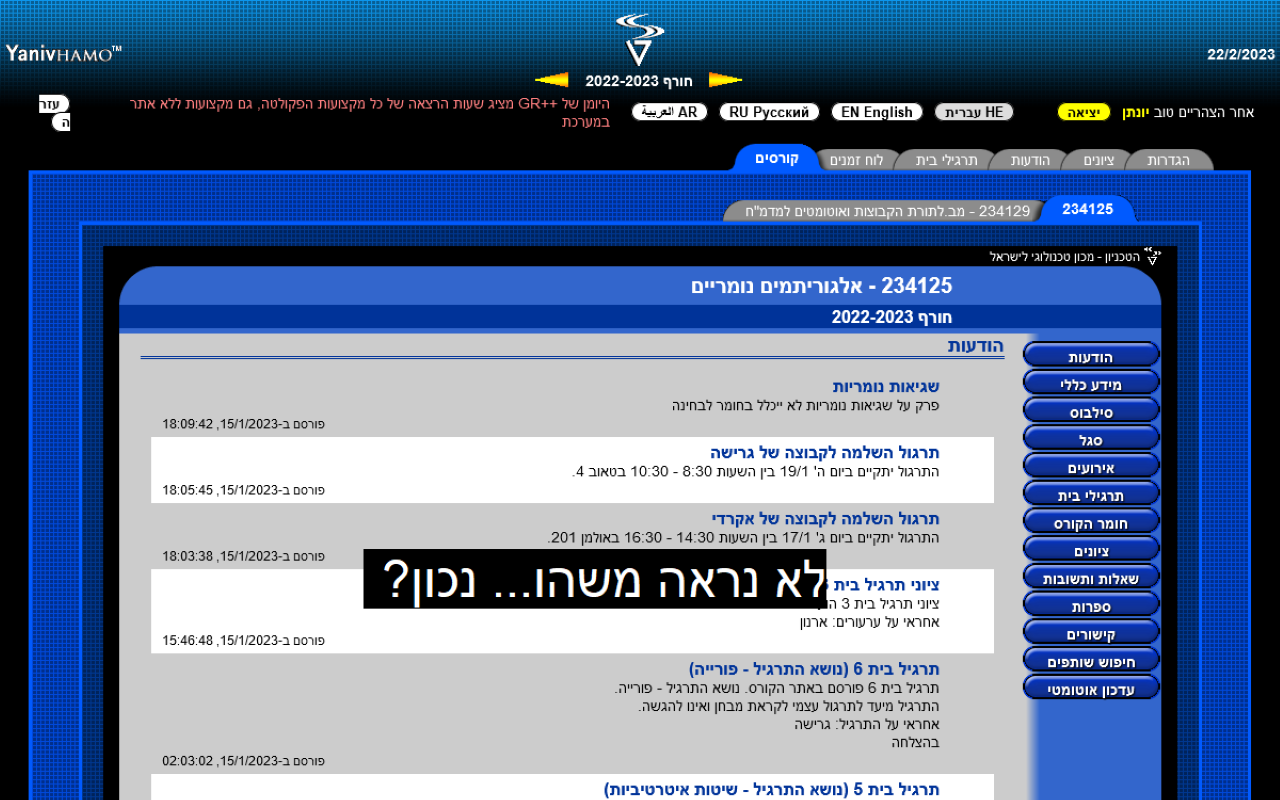 YanivHAMO™
22/2/2023
חורף 2022-2023
אחר הצהריים טוב יונתן יציאה
HE עברית
EN English
RU Русский
AR العربية
היומן של ++GR מציג שעות הרצאה של כל מקצועות הפקולטה, גם מקצועות ללא אתר
במערכת
עזר
ה
הגדרות
ציונים
הודעות
תרגילי בית
לוח זמנים
קורסים
234125
234129 - מב.לתורת הקבוצות ואוטומטים למדמ"ח
הטכניון - מכון טכנולוגי לישראל
234125 - אלגוריתמים נומריים
חורף 2022-2023
הודעות
מידע כללי
סילבוס
סגל
אירועים
תרגילי בית
חומר הקורס
ציונים
שאלות ותשובות
ספרות
קישורים
חיפוש שותפים
עדכון אוטומטי
הודעות
שגיאות נומריות
פרק על שגיאות נומריות לא ייכלל בחומר לבחינה
פורסם ב-15/1/2023, 18:09:42
תרגול השלמה לקבוצה של גרישה
התרגול יתקיים ביום ה' 19/1 בין השעות 8:30 - 10:30 בטאוב 4.
פורסם ב-15/1/2023, 18:05:45
תרגול השלמה לקבוצה של אקרדי
התרגול יתקיים ביום ג' 17/1 בין השעות 14:30 - 16:30 באולמן 201.
פורסם ב-15/1/2023, 18:03:38
לא נראה משהו... נכון?
ציוני תרגיל בית
ציוני תרגיל בית 3
אחראי על ערעורים: ארנון
פורסם ב-15/1/2023, 15:46:48
תרגיל בית 6 (נושא התרגיל - פורייה)
תרגיל בית 6 פורסם באתר הקורס. נושא התרגיל - פורייה.
התרגיל מיעד לתרגול עצמי לקראת מבחן ואינו להגשה.
אחראי על התרגיל: גרישה
בהצלחה
פורסם ב-15/1/2023, 02:03:02
תרגיל בית 5 (נושא התרגיל - שיטות איטרטיביות)